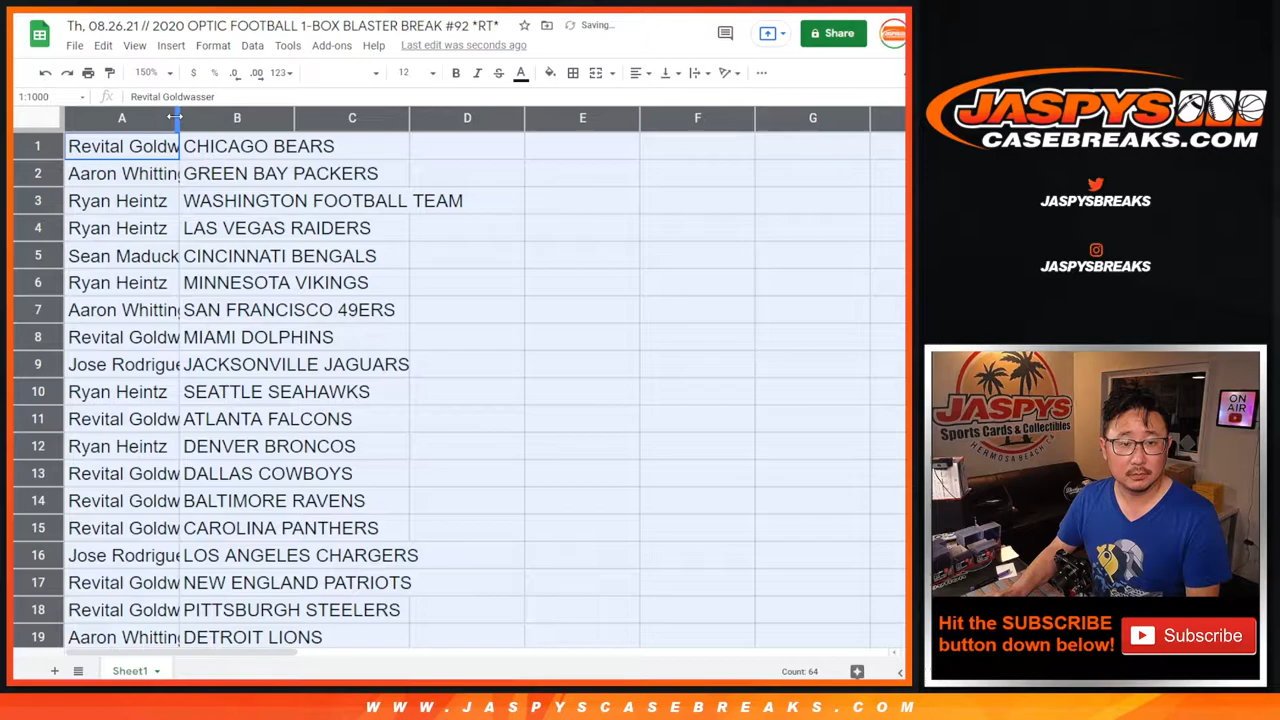 Th, 08.26.21 // 2020 OPTIC FOOTBALL 1-BOX BLASTER BREAK #92 *RT*
Saving...
File Edit View Insert Format Data Tools Add-ons Help Last edit was seconds ago
Share
150% $ % .0 .00 123 12 B I S A
1:1000 fx Revital Goldwasser
A B C D E F G
1 Revital Goldw CHICAGO BEARS
2 Aaron Whitting GREEN BAY PACKERS
3 Ryan Heintz WASHINGTON FOOTBALL TEAM
4 Ryan Heintz LAS VEGAS RAIDERS
5 Sean Maduck CINCINNATI BENGALS
6 Ryan Heintz MINNESOTA VIKINGS
7 Aaron Whitting SAN FRANCISCO 49ERS
8 Revital Goldw MIAMI DOLPHINS
9 Jose Rodrigue JACKSONVILLE JAGUARS
10 Ryan Heintz SEATTLE SEAHAWKS
11 Revital Goldw ATLANTA FALCONS
12 Ryan Heintz DENVER BRONCOS
13 Revital Goldw DALLAS COWBOYS
14 Revital Goldw BALTIMORE RAVENS
15 Revital Goldw CAROLINA PANTHERS
16 Jose Rodrigue LOS ANGELES CHARGERS
17 Revital Goldw NEW ENGLAND PATRIOTS
18 Revital Goldw PITTSBURGH STEELERS
19 Aaron Whitting DETROIT LIONS
Sheet1
Count: 64
JASPYS
CASEBREAKS.COM
JASPYSBREAKS
JASPYSBREAKS
JASPYS
Sports Cards & Collectibles
HERMOSA BEACH, CA
ON
AIR
Hit the SUBSCRIBE
button down below!
Subscribe
WWW.JASPYSCASEBREAKS.COM